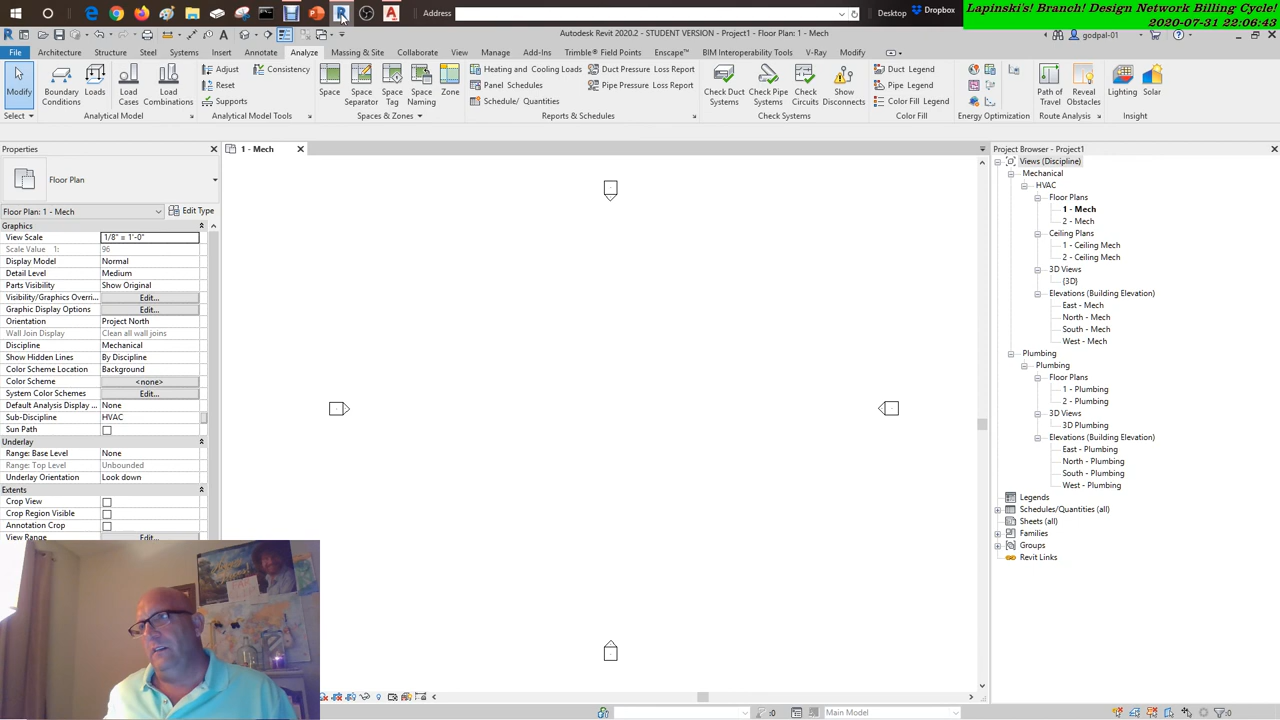 Address
Desktop
Dropbox
Lapinski's! Branch! Design Network Billing Cycle!
2020-07-31 22:06:43
Autodesk Revit 2020.2 - STUDENT VERSION - Project1 - Floor Plan: 1 - Mech
godpal-01
File Architecture Structure Steel Systems Insert Annotate Analyze Massing & Site Collaborate View Manage Add-Ins Trimble® Field Points Enscape™ BIM Interoperability Tools V-Ray Modify
Modify
Boundary Conditions
Loads
Load Cases
Load Combinations
Adjust
Reset
Supports
Consistency
Space
Space Separator
Space Tag
Space Naming
Zone
Heating and Cooling Loads
Panel Schedules
Schedule/ Quantities
Duct Pressure Loss Report
Pipe Pressure Loss Report
Check Duct Systems
Check Pipe Systems
Check Circuits
Show Disconnects
Duct Legend
Pipe Legend
Color Fill Legend
Path of Travel
Reveal Obstacles
Lighting
Solar
Select
Analytical Model
Analytical Model Tools
Spaces & Zones
Reports & Schedules
Check Systems
Color Fill
Energy Optimization
Route Analysis
Insight
Properties
Floor Plan
Floor Plan: 1 - Mech
Edit Type
Graphics
View Scale 1/8" = 1'-0"
Scale Value 1: 96
Display Model Normal
Detail Level Medium
Parts Visibility Show Original
Visibility/Graphics Overri... Edit...
Graphic Display Options Edit...
Orientation Project North
Wall Join Display Clean all wall joins
Discipline Mechanical
Show Hidden Lines By Discipline
Color Scheme Location Background
Color Scheme <none>
System Color Schemes Edit...
Default Analysis Display ... None
Sub-Discipline HVAC
Sun Path
Underlay
Range: Base Level None
Range: Top Level Unbounded
Underlay Orientation Look down
Extents
Crop View
Crop Region Visible
Annotation Crop
View Range Edit...
1 - Mech
Project Browser - Project1
Views (Discipline)
Mechanical
HVAC
Floor Plans
1 - Mech
2 - Mech
Ceiling Plans
1 - Ceiling Mech
2 - Ceiling Mech
3D Views
{3D}
Elevations (Building Elevation)
East - Mech
North - Mech
South - Mech
West - Mech
Plumbing
Plumbing
Floor Plans
1 - Plumbing
2 - Plumbing
3D Views
3D Plumbing
Elevations (Building Elevation)
East - Plumbing
North - Plumbing
South - Plumbing
West - Plumbing
Legends
Schedules/Quantities (all)
Sheets (all)
Families
Groups
Revit Links
:0
Main Model
:0